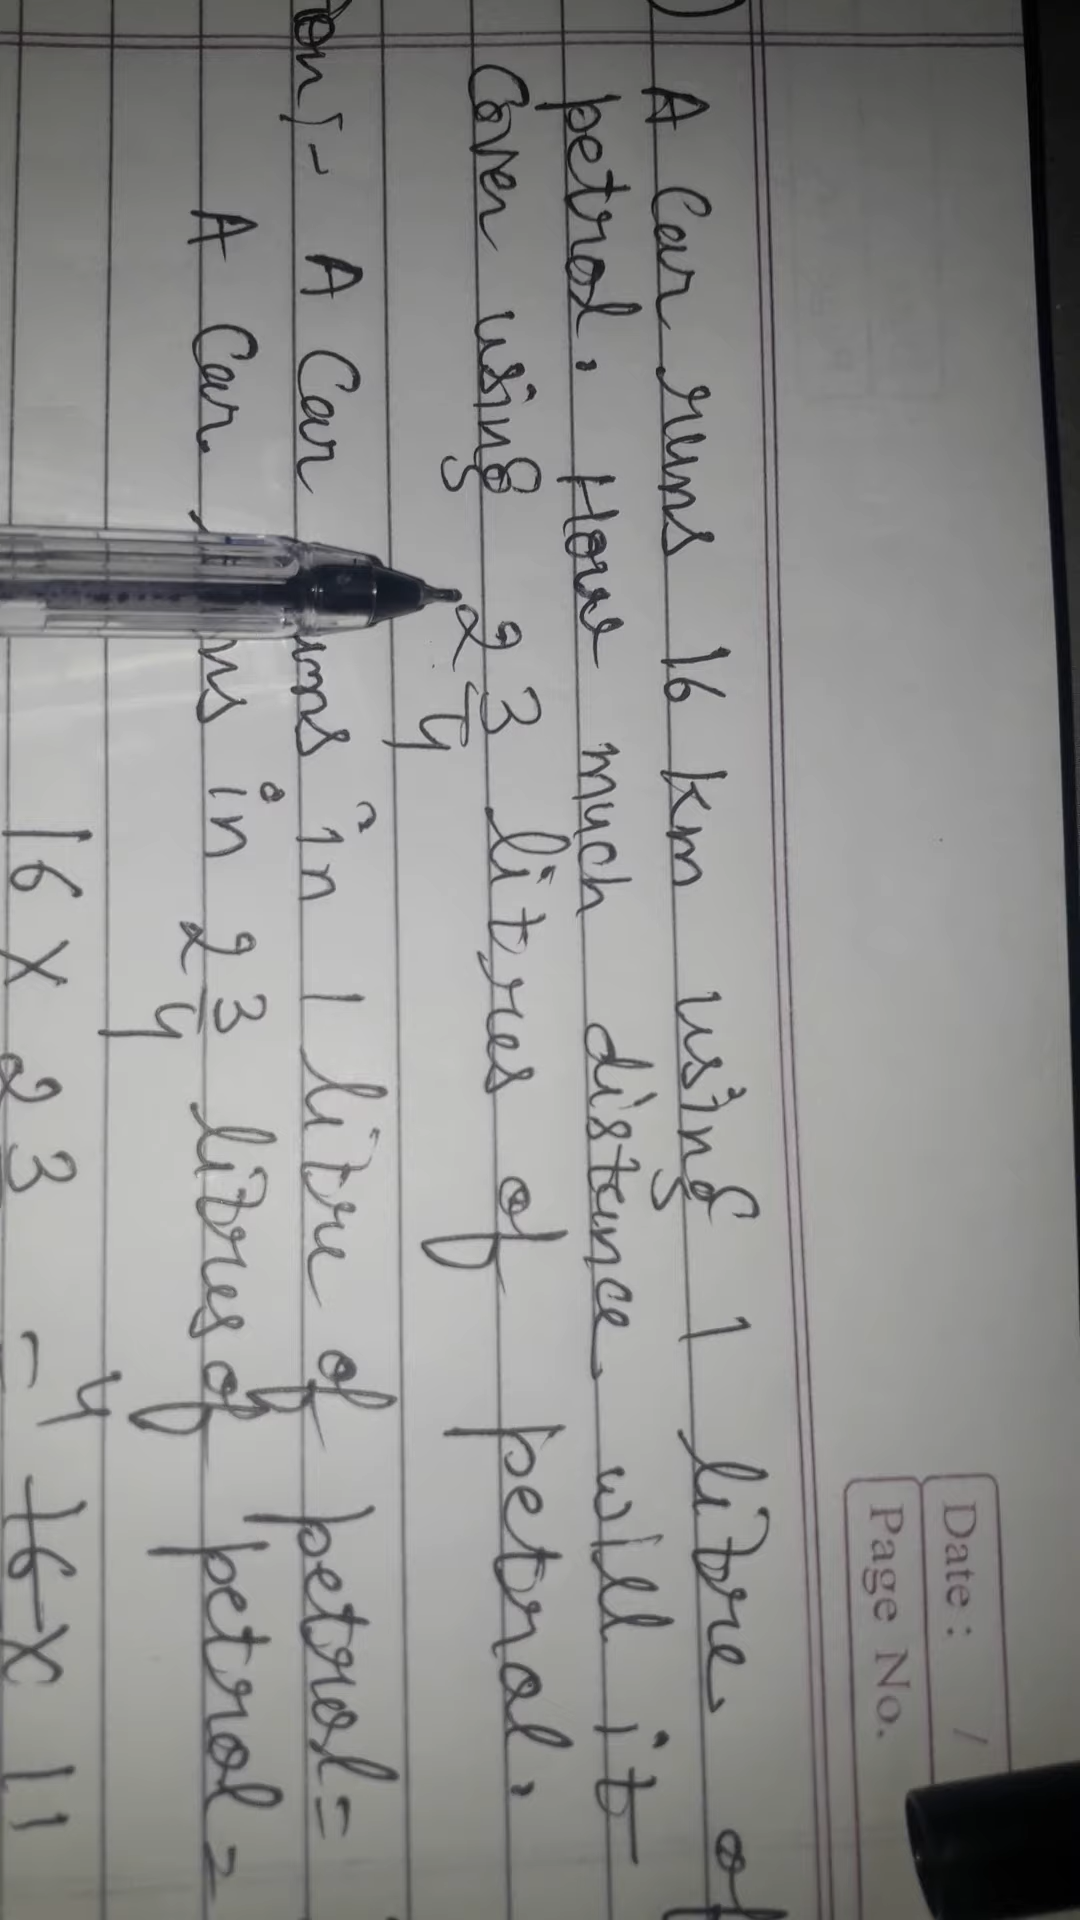 Date : /
Page No.
A Car runs 16 km using 1 litre of
petrol. How much distance will it
Cover using 2 3/4 litres of petrol.
A Car runs in 1 litre of petrol =
A Car runs in 2 3/4 litres of petrol =
16 x 2 3 = 4 16 x 11